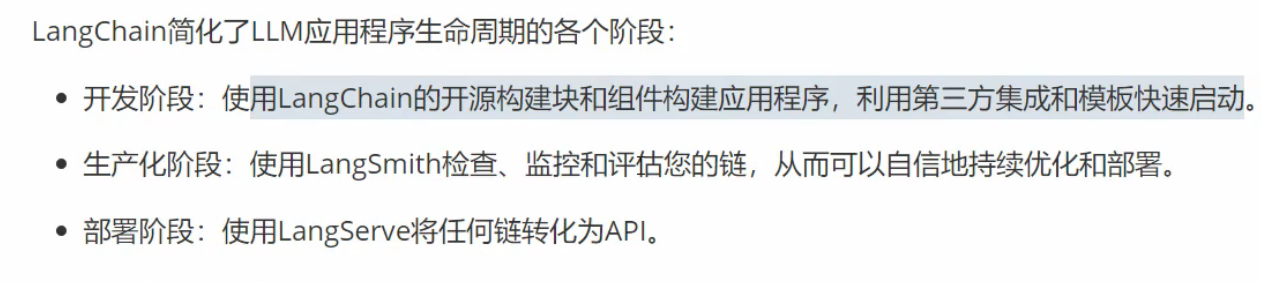 LangChain简化了LLM应用程序生命周期的各个阶段：
• 开发阶段：使用LangChain的开源构建块和组件构建应用程序，利用第三方集成和模板快速启动。
• 生产化阶段：使用LangSmith检查、监控和评估您的链，从而可以自信地持续优化和部署。
• 部署阶段：使用LangServe将任何链转化为API。